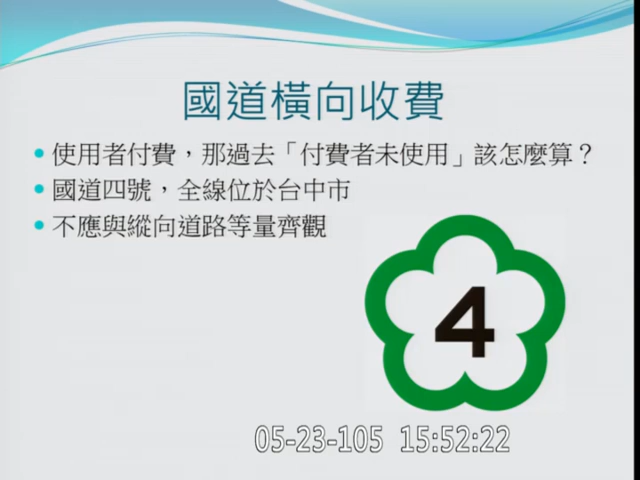 國道橫向收費
使用者付費，那過去「付費者未使用」該怎麼算？
國道四號，全線位於台中市
不應與縱向道路等量齊觀
4
05-23-105 15:52:22